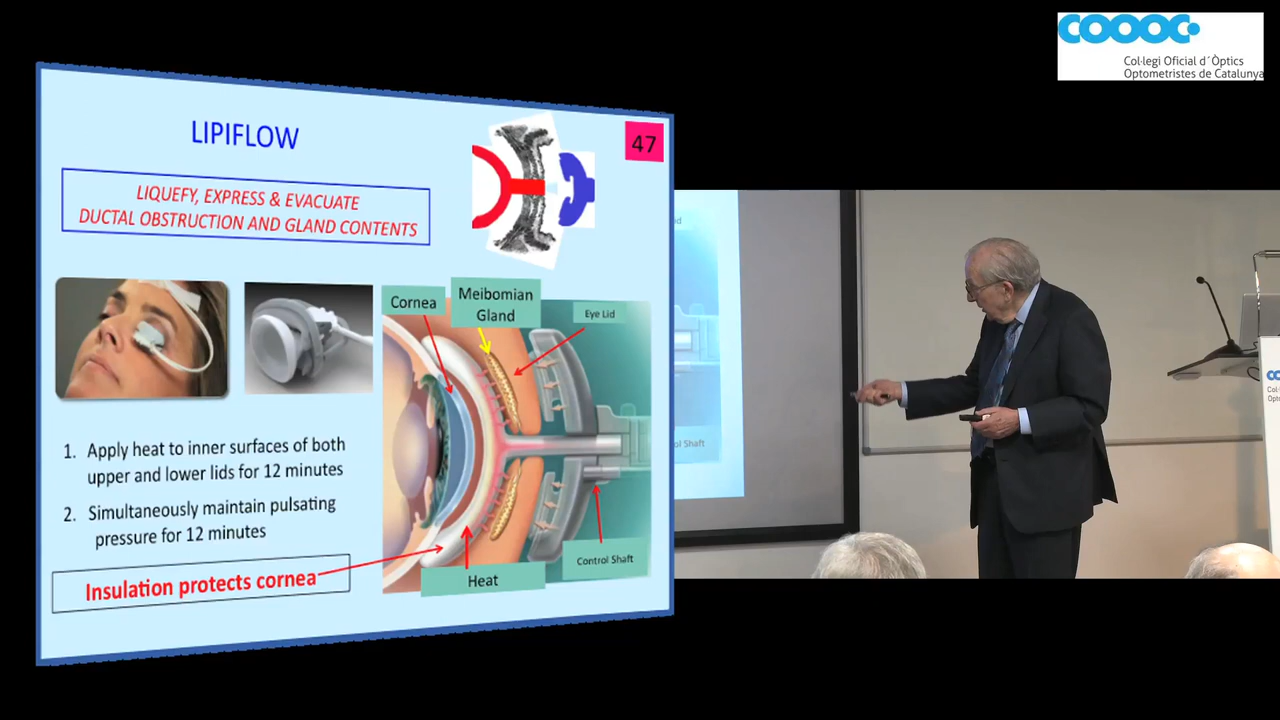 COOOC
Col·legi Oficial d´Òptics
Optometristes de Catalunya
LIPIFLOW
47
LIQUEFY, EXPRESS & EVACUATE
DUCTAL OBSTRUCTION AND GLAND CONTENTS
Cornea
Meibomian
Gland
Eye Lid
1. Apply heat to inner surfaces of both
upper and lower lids for 12 minutes
2. Simultaneously maintain pulsating
pressure for 12 minutes
Insulation protects cornea
Heat
Control Shaft
Shaft